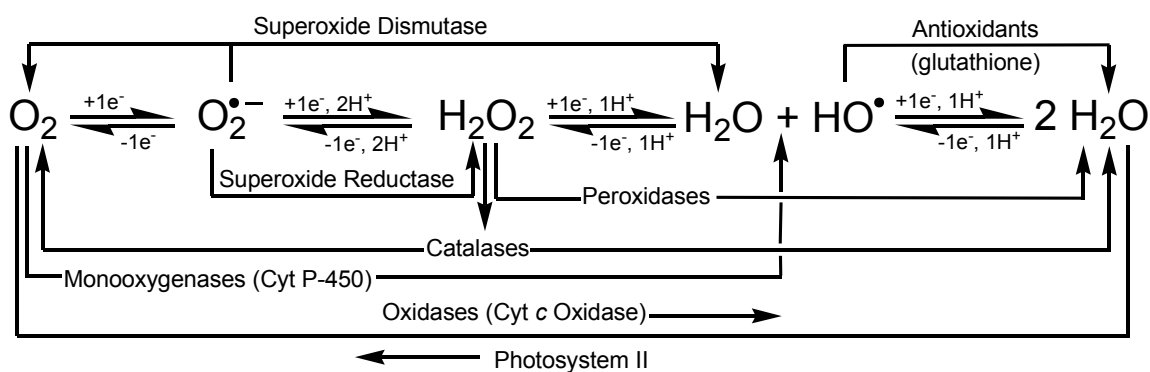 Superoxide Dismutase
Antioxidants
(glutathione)
+1e⁻ +1e⁻, 2H⁺ +1e⁻, 1H⁺ +1e⁻, 1H⁺
O₂ O₂•⁻ H₂O₂ H₂O + HO• 2 H₂O
-1e⁻ -1e⁻, 2H⁺ -1e⁻, 1H⁺ -1e⁻, 1H⁺
Superoxide Reductase
Peroxidases
Catalases
Monooxygenases (Cyt P-450)
Oxidases (Cyt c Oxidase)
Photosystem II